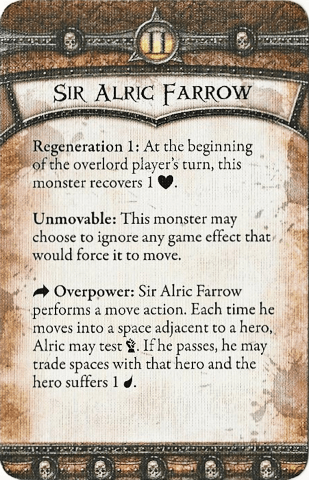 II
SIR ALRIC FARROW
Regeneration 1: At the beginning
of the overlord player's turn, this
monster recovers 1 ♥.
Unmovable: This monster may
choose to ignore any game effect that
would force it to move.
Overpower: Sir Alric Farrow
performs a move action. Each time he
moves into a space adjacent to a hero,
Alric may test . If he passes, he may
trade spaces with that hero and the
hero suffers 1 .